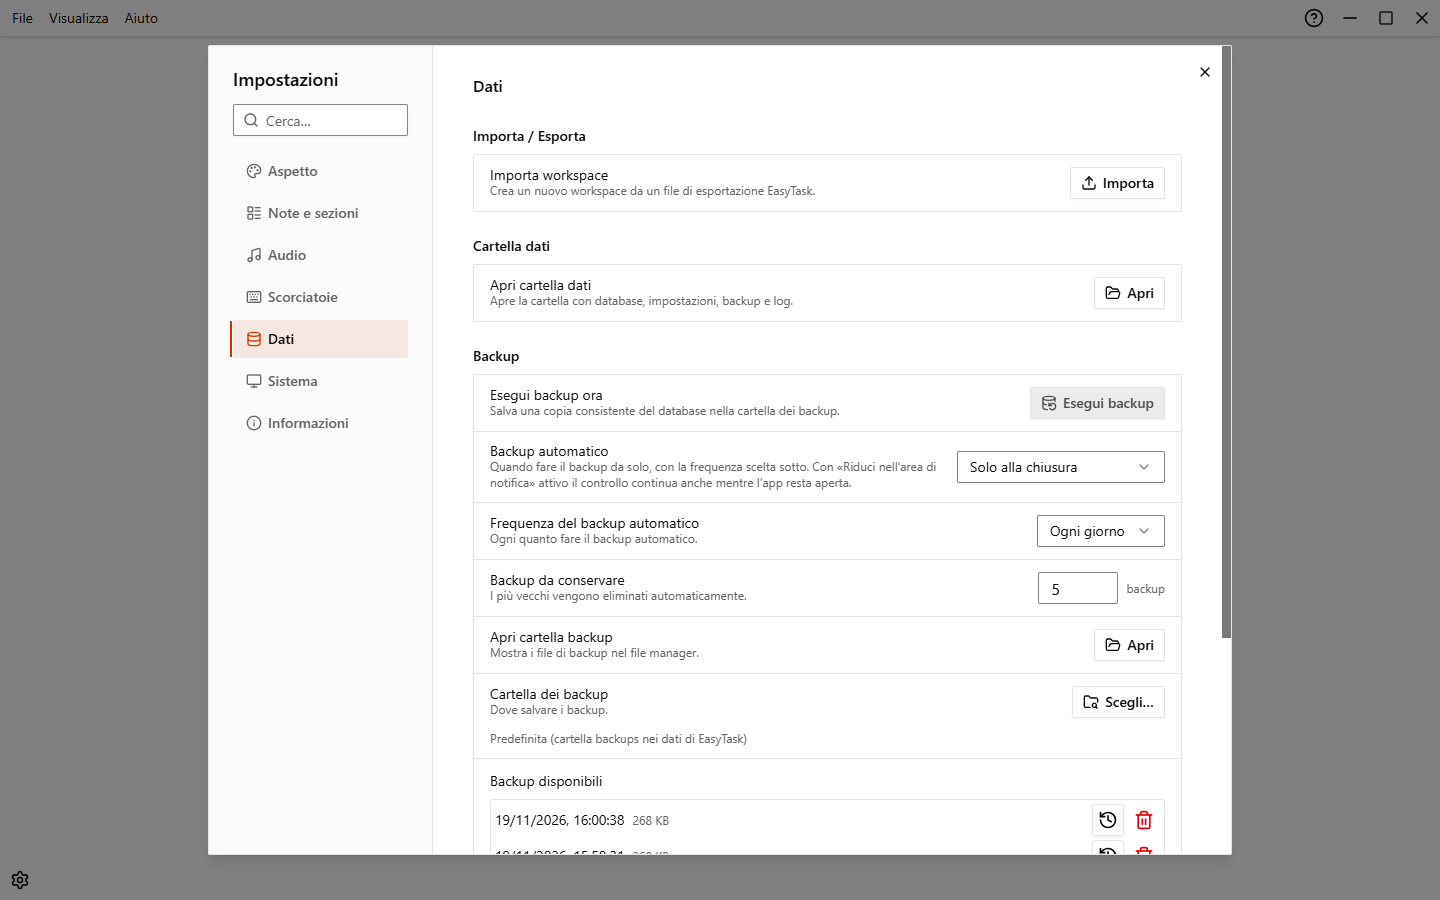 File Visualizza Aiuto
Impostazioni
Cerca...
Aspetto
Note e sezioni
Audio
Scorciatoie
Dati
Sistema
Informazioni
Dati
Importa / Esporta
Importa workspace
Crea un nuovo workspace da un file di esportazione EasyTask.
Importa
Cartella dati
Apri cartella dati
Apre la cartella con database, impostazioni, backup e log.
Apri
Backup
Esegui backup ora
Salva una copia consistente del database nella cartella dei backup.
Esegui backup
Backup automatico
Quando fare il backup da solo, con la frequenza scelta sotto. Con «Riduci nell'area di
notifica» attivo il controllo continua anche mentre l'app resta aperta.
Solo alla chiusura
Frequenza del backup automatico
Ogni quanto fare il backup automatico.
Ogni giorno
Backup da conservare
I più vecchi vengono eliminati automaticamente.
5 backup
Apri cartella backup
Mostra i file di backup nel file manager.
Apri
Cartella dei backup
Dove salvare i backup.
Scegli...
Predefinita (cartella backups nei dati di EasyTask)
Backup disponibili
19/11/2026, 16:00:38 268 KB